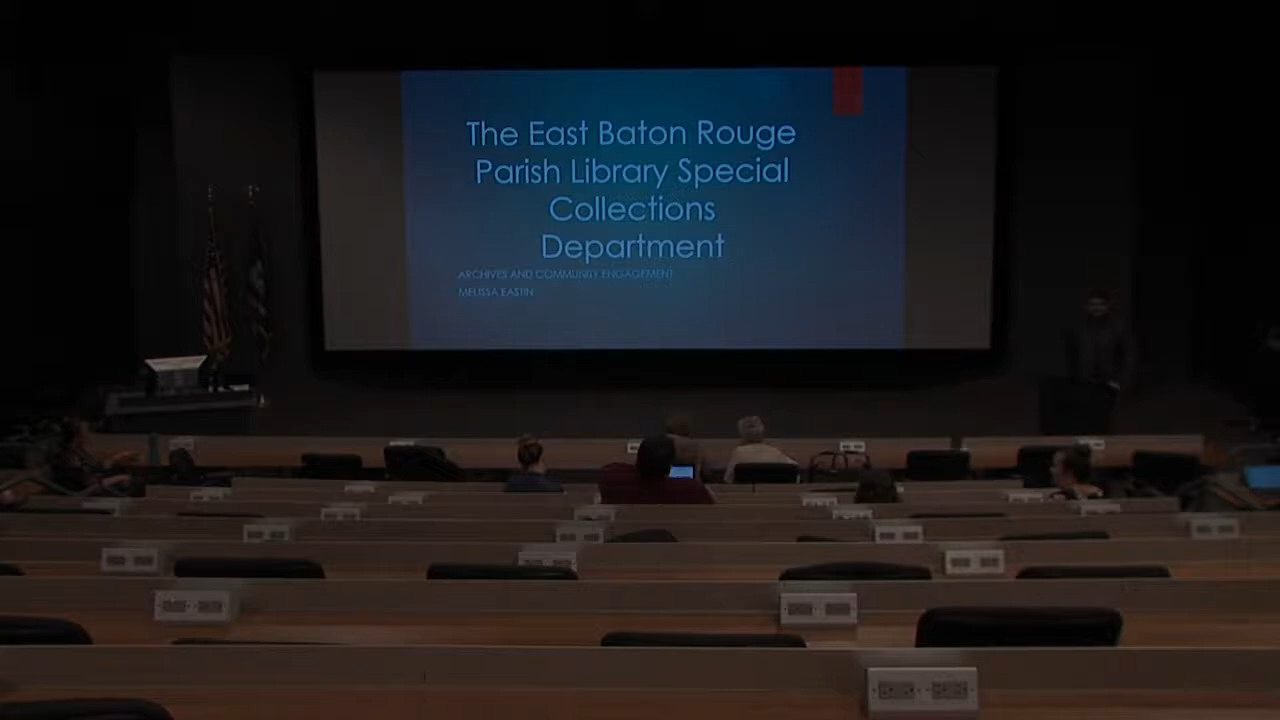 The East Baton Rouge
Parish Library Special
Collections
Department
ARCHIVES AND COMMUNITY ENGAGEMENT
MELISSA EASTIN